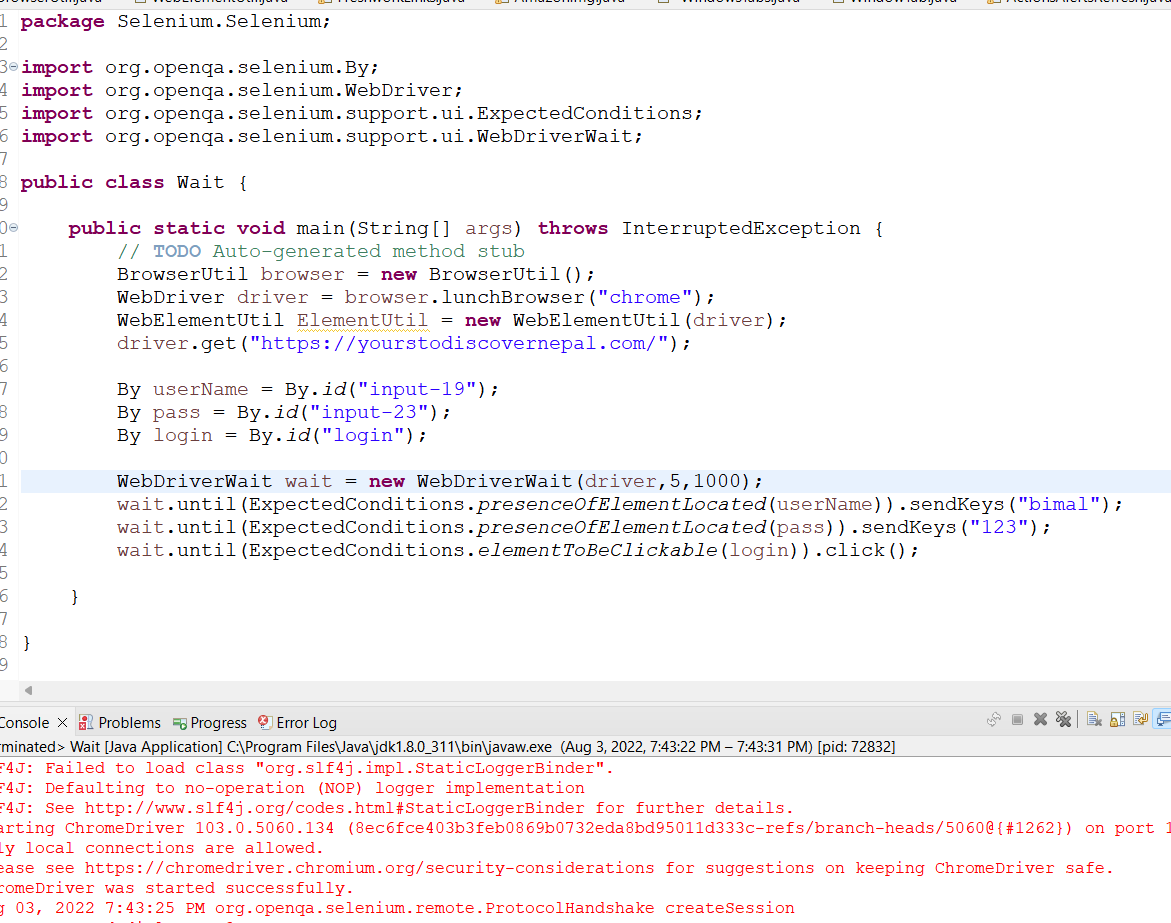 package Selenium.Selenium;
2
3 import org.openqa.selenium.By;
4 import org.openqa.selenium.WebDriver;
5 import org.openqa.selenium.support.ui.ExpectedConditions;
6 import org.openqa.selenium.support.ui.WebDriverWait;
7
8 public class Wait {
9
0 public static void main(String[] args) throws InterruptedException {
1 // TODO Auto-generated method stub
2 BrowserUtil browser = new BrowserUtil();
3 WebDriver driver = browser.lunchBrowser("chrome");
4 WebElementUtil ElementUtil = new WebElementUtil(driver);
5 driver.get("https://yourstodiscovernepal.com/");
6
7 By userName = By.id("input-19");
8 By pass = By.id("input-23");
9 By login = By.id("login");
0
1 WebDriverWait wait = new WebDriverWait(driver,5,1000);
2 wait.until(ExpectedConditions.presenceOfElementLocated(userName)).sendKeys("bimal");
3 wait.until(ExpectedConditions.presenceOfElementLocated(pass)).sendKeys("123");
4 wait.until(ExpectedConditions.elementToBeClickable(login)).click();
5
6 }
7
8 }
9
Console Problems Progress Error Log
minated> Wait [Java Application] C:\Program Files\Java\jdk1.8.0_311\bin\javaw.exe (Aug 3, 2022, 7:43:22 PM – 7:43:31 PM) [pid: 72832]
F4J: Failed to load class "org.slf4j.impl.StaticLoggerBinder".
F4J: Defaulting to no-operation (NOP) logger implementation
F4J: See http://www.slf4j.org/codes.html#StaticLoggerBinder for further details.
arting ChromeDriver 103.0.5060.134 (8ec6fce403b3feb0869b0732eda8bd95011d333c-refs/branch-heads/5060@{#1262}) on port 1
ly local connections are allowed.
ease see https://chromedriver.chromium.org/security-considerations for suggestions on keeping ChromeDriver safe.
romeDriver was started successfully.
g 03, 2022 7:43:25 PM org.openqa.selenium.remote.ProtocolHandshake createSession